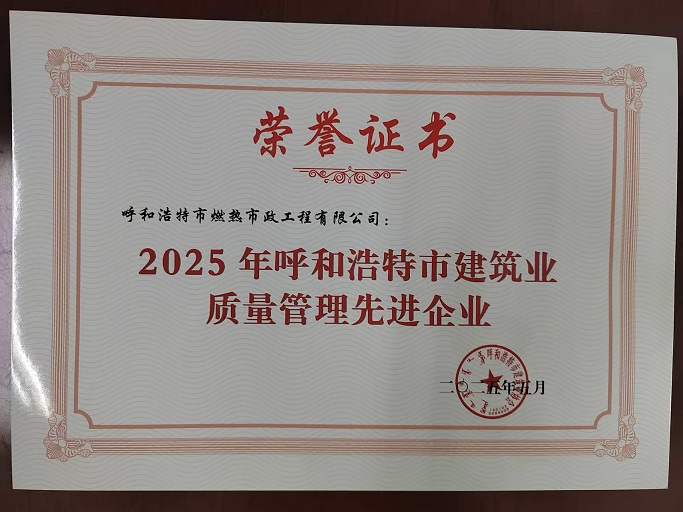 荣誉证书
呼和浩特市燃热市政工程有限公司：
2025年呼和浩特市建筑业
质量管理先进企业
二〇二五年五月